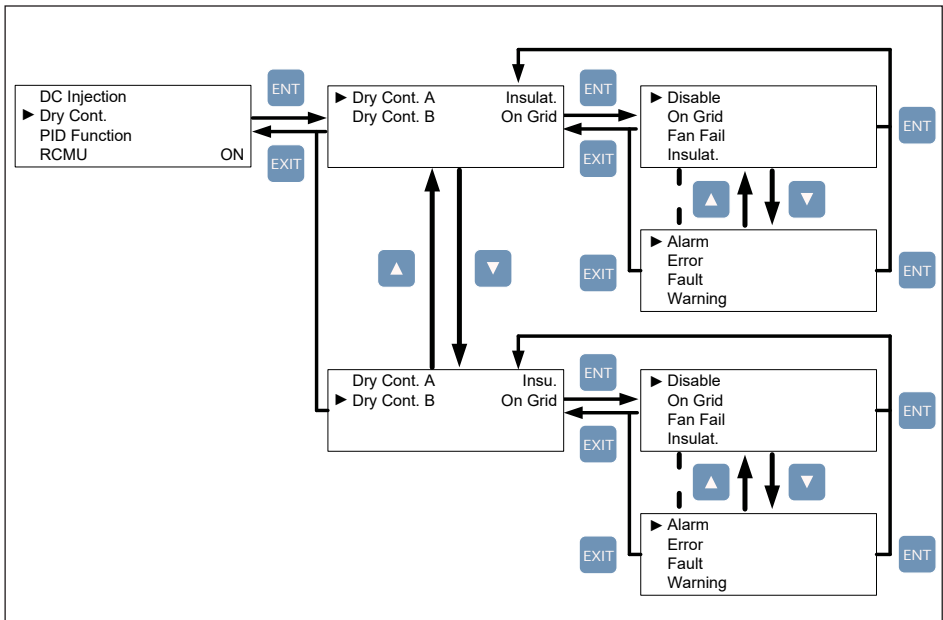 DC Injection
► Dry Cont.
PID Function
RCMU ON
ENT
EXIT
► Dry Cont. A Insulat.
Dry Cont. B On Grid
ENT
EXIT
► Disable
On Grid
Fan Fail
Insulat.
ENT
▲ ▼
▲ ▼
► Alarm
Error
Fault
Warning
EXIT
ENT
Dry Cont. A Insu.
► Dry Cont. B On Grid
ENT
EXIT
► Disable
On Grid
Fan Fail
Insulat.
ENT
▲ ▼
► Alarm
Error
Fault
Warning
EXIT
ENT